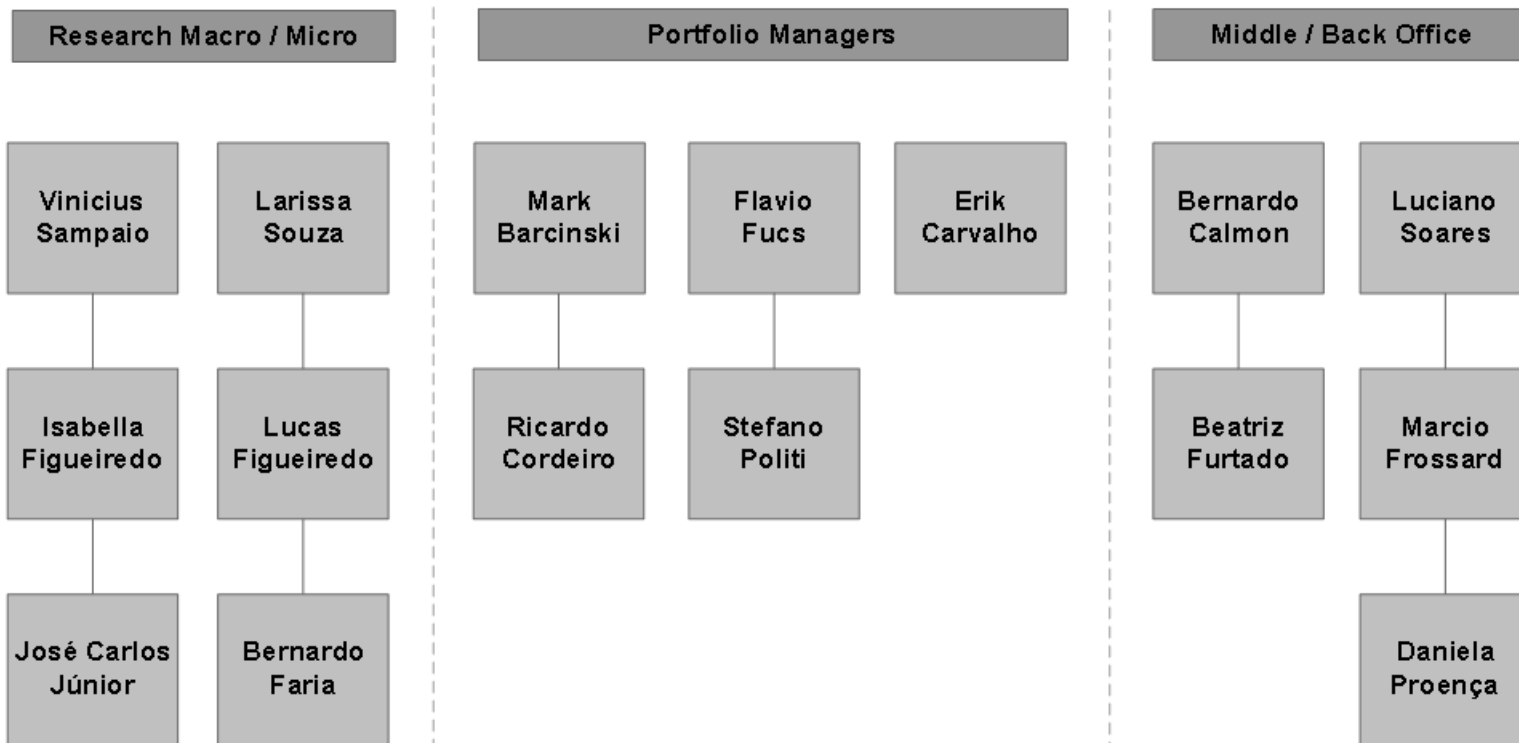 Research Macro / Micro
Portfolio Managers
Middle / Back Office
Vinicius
Sampaio
Larissa
Souza
Mark
Barcinski
Flavio
Fucs
Erik
Carvalho
Bernardo
Calmon
Luciano
Soares
Isabella
Figueiredo
Lucas
Figueiredo
Ricardo
Cordeiro
Stefano
Politi
Beatriz
Furtado
Marcio
Frossard
José Carlos
Júnior
Bernardo
Faria
Daniela
Proença